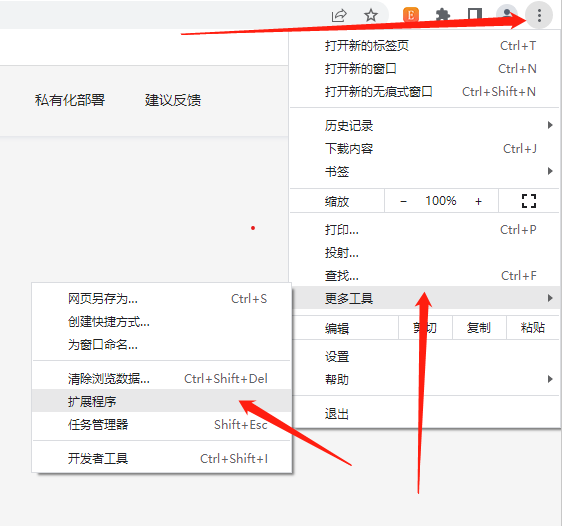 E
打开新的标签页 Ctrl+T
打开新的窗口 Ctrl+N
打开新的无痕式窗口 Ctrl+Shift+N
私有化部署 建议反馈
历史记录
下载内容 Ctrl+J
书签
缩放 − 100% +
打印... Ctrl+P
投射...
查找... Ctrl+F
更多工具
编辑 剪切 复制 粘贴
设置
帮助
退出
网页另存为... Ctrl+S
创建快捷方式...
为窗口命名...
清除浏览数据... Ctrl+Shift+Del
扩展程序
任务管理器 Shift+Esc
开发者工具 Ctrl+Shift+I